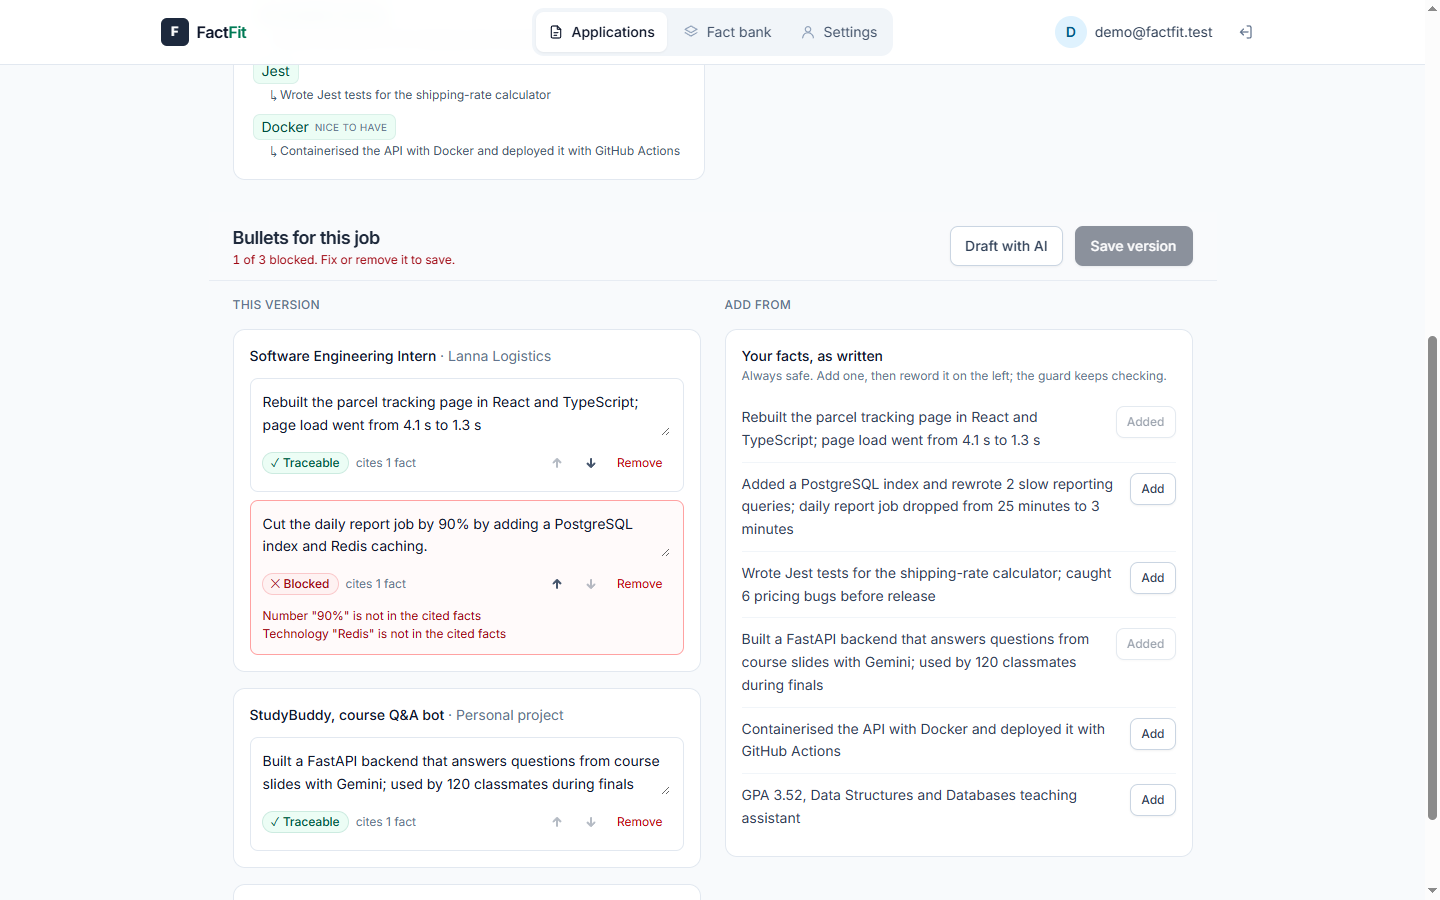 F FactFit
Applications
Fact bank
Settings
D demo@factfit.test
Jest
↳ Wrote Jest tests for the shipping-rate calculator
Docker NICE TO HAVE
↳ Containerised the API with Docker and deployed it with GitHub Actions
Bullets for this job
1 of 3 blocked. Fix or remove it to save.
Draft with AI
Save version
THIS VERSION
Software Engineering Intern · Lanna Logistics
Rebuilt the parcel tracking page in React and TypeScript;
page load went from 4.1 s to 1.3 s
✓ Traceable cites 1 fact ↑ ↓ Remove
Cut the daily report job by 90% by adding a PostgreSQL
index and Redis caching.
✕ Blocked cites 1 fact ↑ ↓ Remove
Number "90%" is not in the cited facts
Technology "Redis" is not in the cited facts
StudyBuddy, course Q&A bot · Personal project
Built a FastAPI backend that answers questions from course
slides with Gemini; used by 120 classmates during finals
✓ Traceable cites 1 fact ↑ ↓ Remove
ADD FROM
Your facts, as written
Always safe. Add one, then reword it on the left; the guard keeps checking.
Rebuilt the parcel tracking page in React and
TypeScript; page load went from 4.1 s to 1.3 s
Added
Added a PostgreSQL index and rewrote 2 slow reporting
queries; daily report job dropped from 25 minutes to 3
minutes
Add
Wrote Jest tests for the shipping-rate calculator; caught
6 pricing bugs before release
Add
Built a FastAPI backend that answers questions from
course slides with Gemini; used by 120 classmates
during finals
Added
Containerised the API with Docker and deployed it with
GitHub Actions
Add
GPA 3.52, Data Structures and Databases teaching
assistant
Add